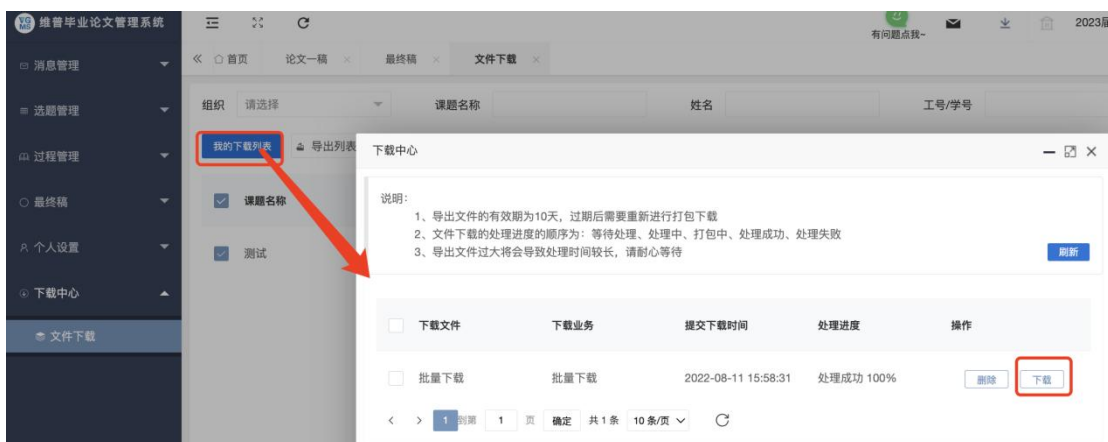 维普毕业论文管理系统
有问题点我~
2023届
消息管理
首页 论文一稿 最终稿 文件下载
选题管理
组织 请选择 课题名称 姓名 工号/学号
我的下载列表 导出列表
过程管理
最终稿
个人设置
下载中心
文件下载
课题名称
测试
下载中心
说明:
1、导出文件的有效期为10天,过期后需要重新进行打包下载
2、文件下载的处理进度的顺序为:等待处理、处理中、打包中、处理成功、处理失败
3、导出文件过大将会导致处理时间较长,请耐心等待
刷新
下载文件 下载业务 提交下载时间 处理进度 操作
批量下载 批量下载 2022-08-11 15:58:31 处理成功 100% 删除 下载
1 到第 1 页 确定 共 1 条 10 条/页